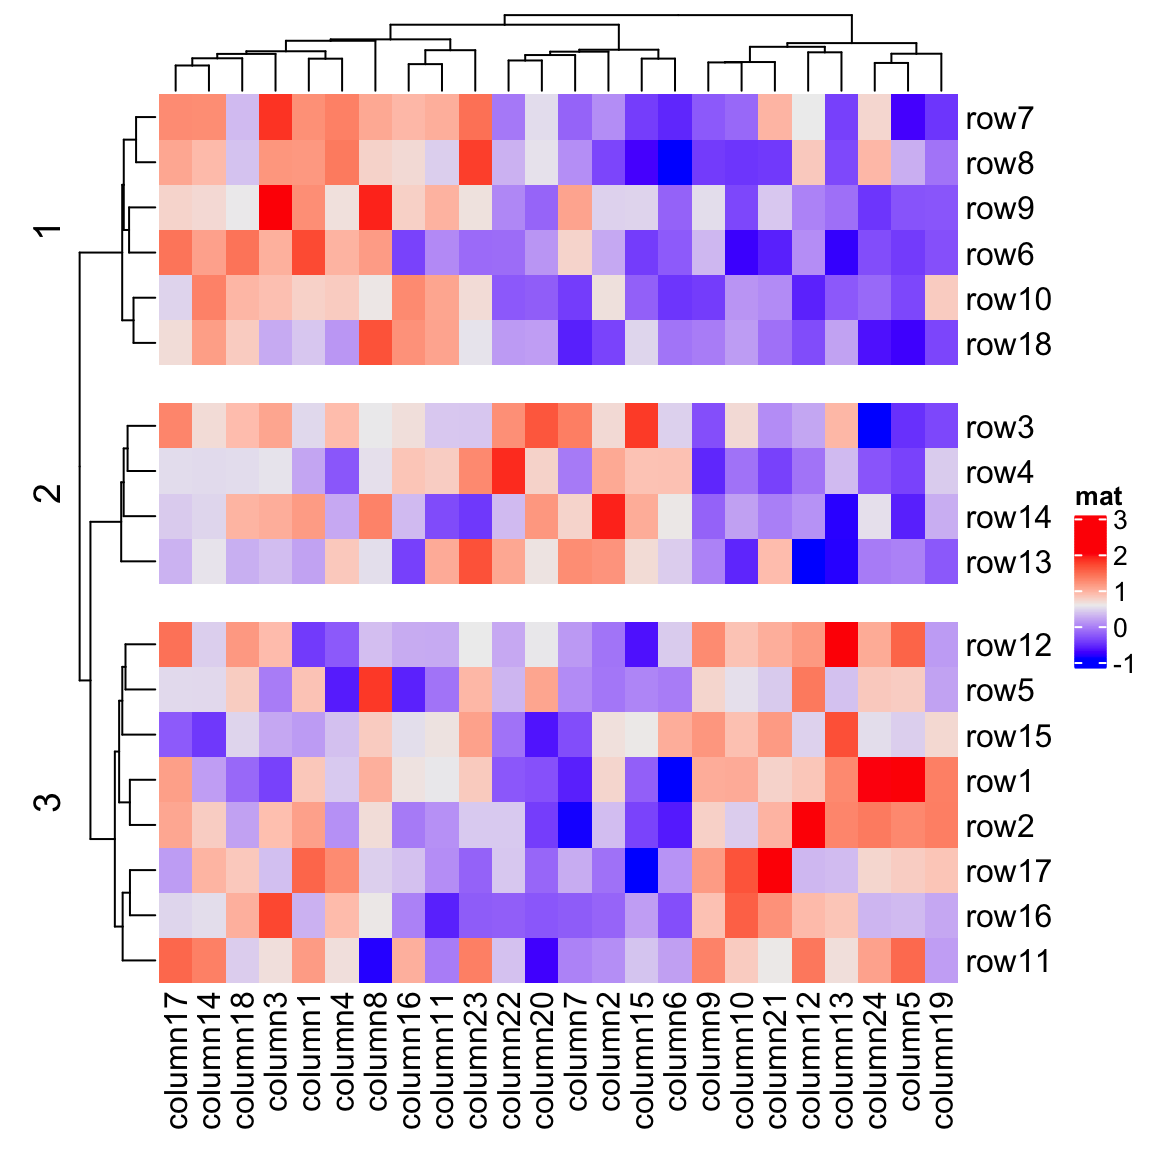 1
row7
row8
row9
row6
row10
row18
2
row3
row4
row14
row13
3
row12
row5
row15
row1
row2
row17
row16
row11
column17
column14
column18
column3
column1
column4
column8
column16
column11
column23
column22
column20
column7
column2
column15
column6
column9
column10
column21
column12
column13
column24
column5
column19
mat
3
2
1
0
-1